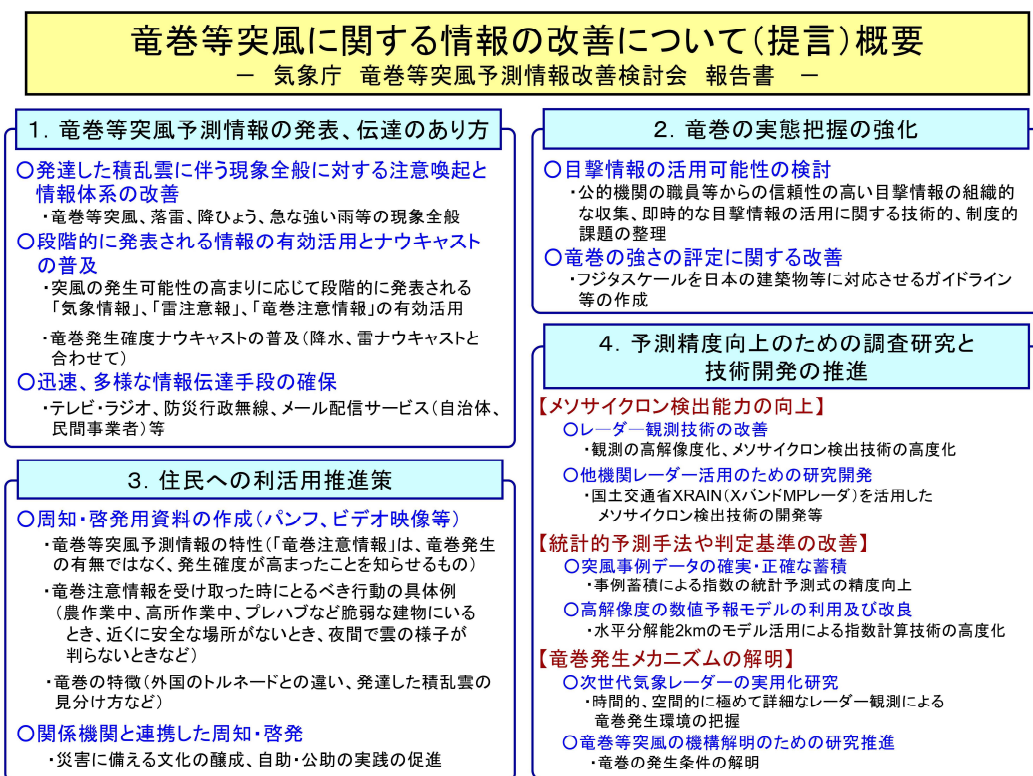 竜巻等突風に関する情報の改善について（提言）概要
－ 気象庁 竜巻等突風予測情報改善検討会 報告書 －
１．竜巻等突風予測情報の発表、伝達のあり方
○発達した積乱雲に伴う現象全般に対する注意喚起と
情報体系の改善
・竜巻等突風、落雷、降ひょう、急な強い雨等の現象全般
○段階的に発表される情報の有効活用とナウキャスト
の普及
・突風の発生可能性の高まりに応じて段階的に発表される
「気象情報」、「雷注意報」、「竜巻注意情報」の有効活用
・竜巻発生確度ナウキャストの普及（降水、雷ナウキャストと
合わせて）
○迅速、多様な情報伝達手段の確保
・テレビ・ラジオ、防災行政無線、メール配信サービス（自治体、
民間事業者）等
２．竜巻の実態把握の強化
○目撃情報の活用可能性の検討
・公的機関の職員等からの信頼性の高い目撃情報の組織的
な収集、即時的な目撃情報の活用に関する技術的、制度的
課題の整理
○竜巻の強さの評定に関する改善
・フジタスケールを日本の建築物等に対応させるガイドライン
等の作成
３．住民への利活用推進策
○周知・啓発用資料の作成（パンフ、ビデオ映像等）
・竜巻等突風予測情報の特性（「竜巻注意情報」は、竜巻発生
の有無ではなく、発生確度が高まったことを知らせるもの）
・竜巻注意情報を受け取った時にとるべき行動の具体例
（農作業中、高所作業中、プレハブなど脆弱な建物にいる
とき、近くに安全な場所がないとき、夜間で雲の様子が
判らないときなど）
・竜巻の特徴（外国のトルネードとの違い、発達した積乱雲の
見分け方など）
○関係機関と連携した周知・啓発
・災害に備える文化の醸成、自助・公助の実践の促進
４．予測精度向上のための調査研究と
技術開発の推進
【メソサイクロン検出能力の向上】
○レーダー観測技術の改善
・観測の高解像度化、メソサイクロン検出技術の高度化
○他機関レーダー活用のための研究開発
・国土交通省XRAIN（XバンドMPレーダ）を活用した
メソサイクロン検出技術の開発等
【統計的予測手法や判定基準の改善】
○突風事例データの確実・正確な蓄積
・事例蓄積による指数の統計予測式の精度向上
○高解像度の数値予報モデルの利用及び改良
・水平分解能2kmのモデル活用による指数計算技術の高度化
【竜巻発生メカニズムの解明】
○次世代気象レーダーの実用化研究
・時間的、空間的に極めて詳細なレーダー観測による
竜巻発生環境の把握
○竜巻等突風の機構解明のための研究推進
・竜巻の発生条件の解明